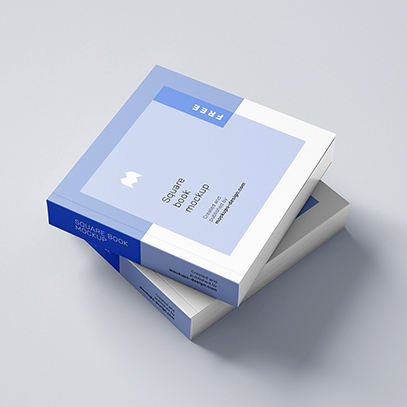 FREE
Square
book
mockup
Created and
published by
mockups-design.com
SQUARE BOOK
MOCKUP
Created and
published by
mockups-design.com